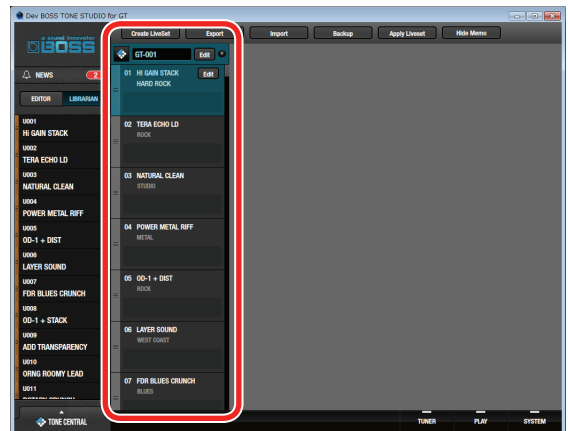 Dev BOSS TONE STUDIO for GT
Create LiveSet
Export
Import
Backup
Apply Liveset
Hide Memo
a sound innovator
BOSS
NEWS
2
EDITOR
LIBRARIAN
U001
HI GAIN STACK
U002
TERA ECHO LD
U003
NATURAL CLEAN
U004
POWER METAL RIFF
U005
OD-1 + DIST
U006
LAYER SOUND
U007
FDR BLUES CRUNCH
U008
OD-1 + STACK
U009
ADD TRANSPARENCY
U010
ORNG ROOMY LEAD
U011
GT-001
Edit
01 HI GAIN STACK
Edit
HARD ROCK
02 TERA ECHO LD
ROCK
03 NATURAL CLEAN
STUDIO
04 POWER METAL RIFF
METAL
05 OD-1 + DIST
ROCK
06 LAYER SOUND
WEST COAST
07 FDR BLUES CRUNCH
BLUES
TONE CENTRAL
TUNER
PLAY
SYSTEM